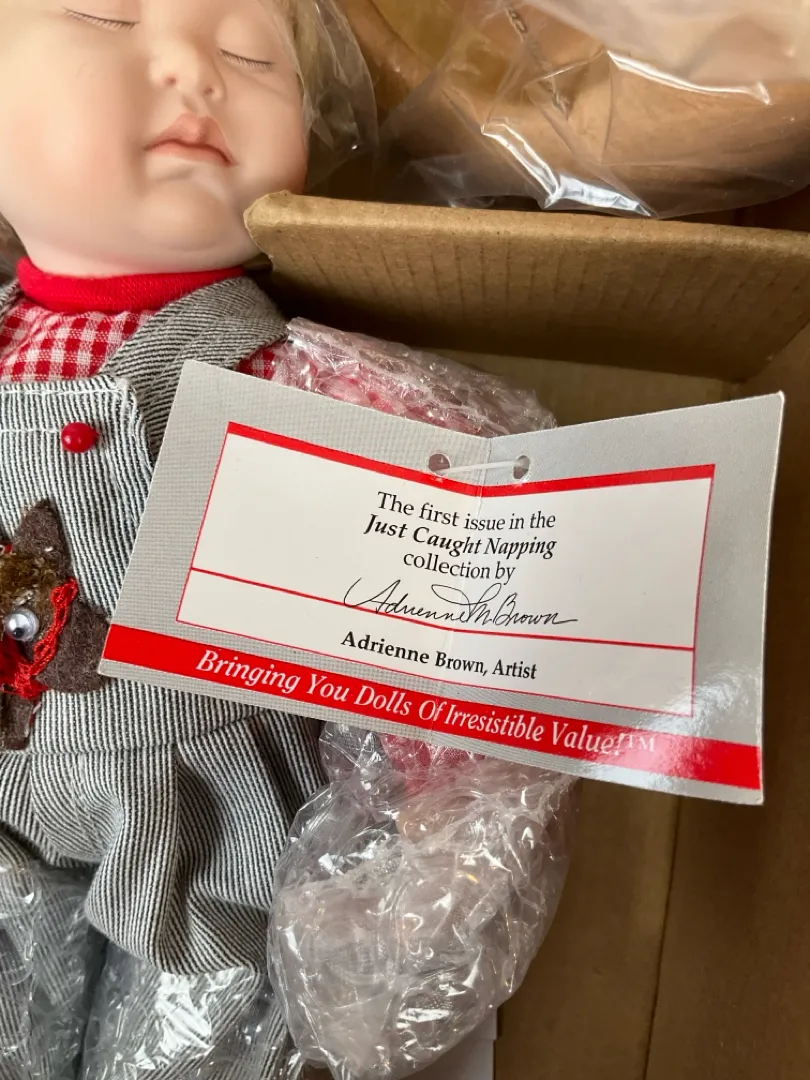 The first issue in the
Just Caught Napping
collection by
Adrienne M Brown
Adrienne Brown, Artist
Bringing You Dolls Of Irresistible Value!™